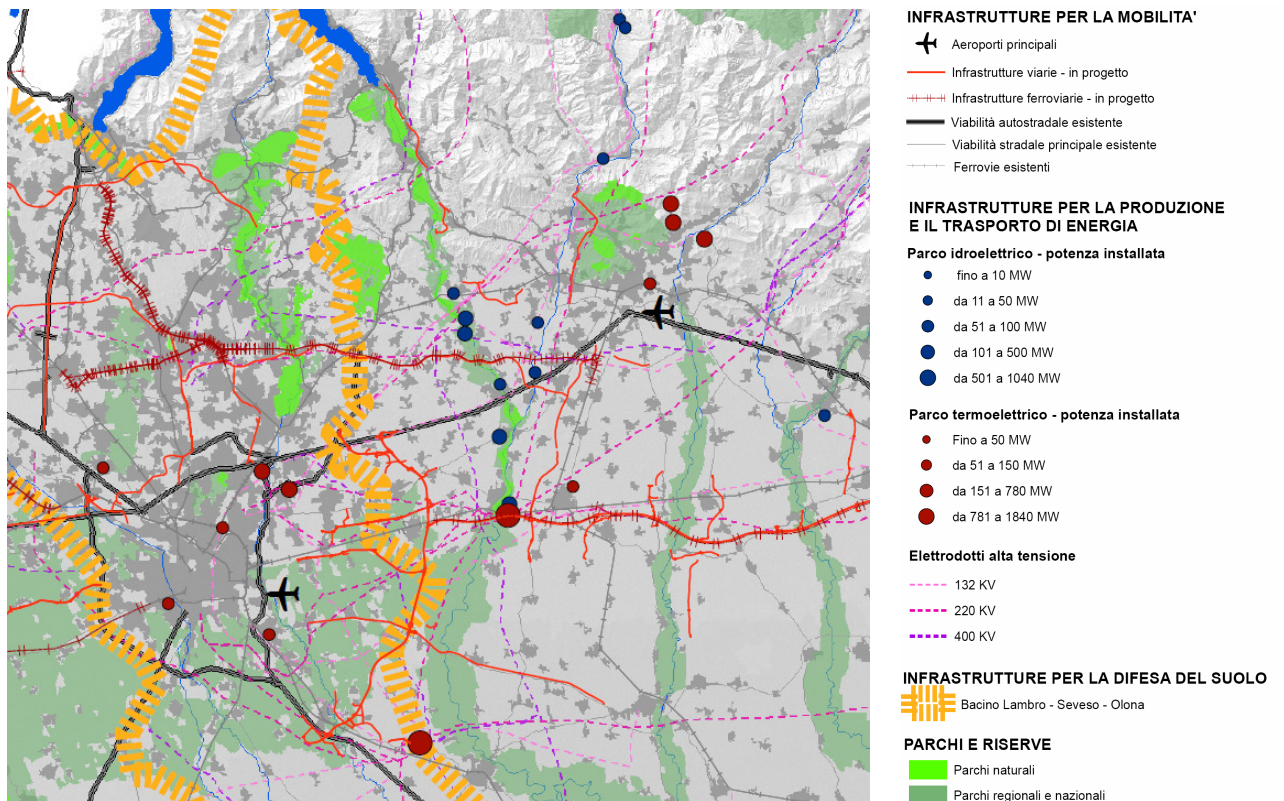 INFRASTRUTTURE PER LA MOBILITA'
Aeroporti principali
Infrastrutture viarie - in progetto
Infrastrutture ferroviarie - in progetto
Viabilità autostradale esistente
Viabilità stradale principale esistente
Ferrovie esistenti
INFRASTRUTTURE PER LA PRODUZIONE
E IL TRASPORTO DI ENERGIA
Parco idroelettrico - potenza installata
fino a 10 MW
da 11 a 50 MW
da 51 a 100 MW
da 101 a 500 MW
da 501 a 1040 MW
Parco termoelettrico - potenza installata
Fino a 50 MW
da 51 a 150 MW
da 151 a 780 MW
da 781 a 1840 MW
Elettrodotti alta tensione
132 KV
220 KV
400 KV
INFRASTRUTTURE PER LA DIFESA DEL SUOLO
Bacino Lambro - Seveso - Olona
PARCHI E RISERVE
Parchi naturali
Parchi regionali e nazionali